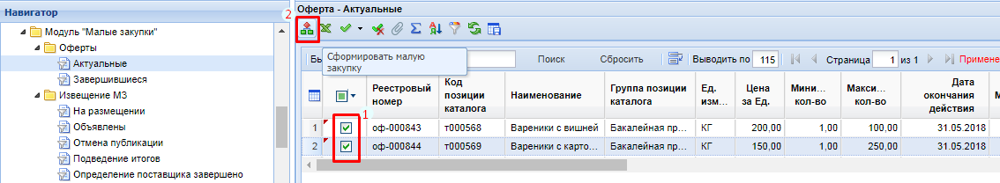 Навигатор
Модуль "Малые закупки"
Оферты
Актуальные
Завершившиеся
Извещение МЗ
На размещении
Объявлены
Отмена публикации
Подведение итогов
Определение поставщика завершено
2
Оферта - Актуальные
Сформировать малую
закупку
Бы
Поиск Сбросить Выводить по 115 Страница 1 из 1 Примене
Реестровый номер Код позиции каталога Наименование Группа позиции каталога Ед. изм... Цена за Ед. Мини... кол-во Макси... кол-во Дата окончания действия М
1
1 оф-000843 т000568 Вареники с вишней Бакалейная пр... КГ 200,00 1,00 100,00 31.05.2018
2 оф-000844 т000569 Вареники с карто... Бакалейная пр... КГ 150,00 1,00 250,00 31.05.2018